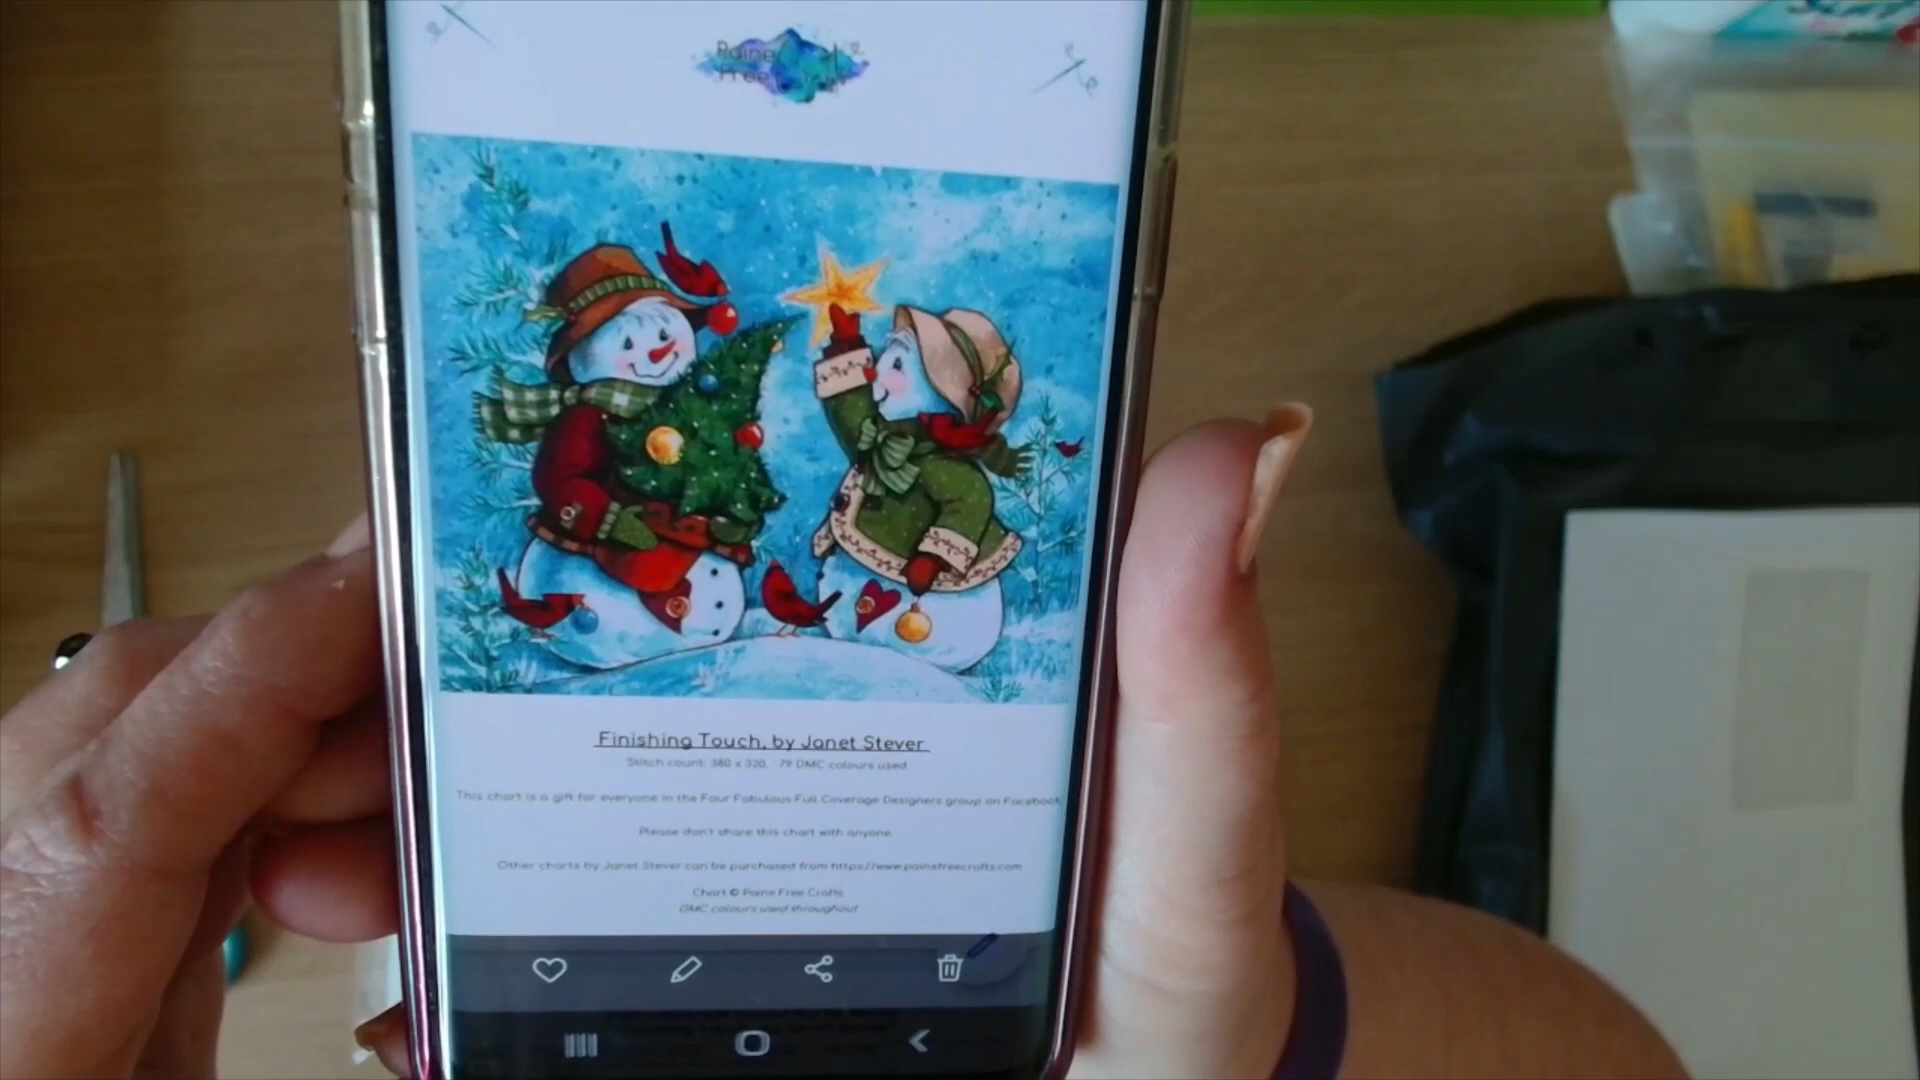 Paine
Free
Finishing Touch, by Janet Stever
Stitch count: 380 x 320, 79 DMC colours used
This chart is a gift for everyone in the Four Fabulous Full Coverage Designers group on Facebook
Please don't share this chart with anyone.
Other charts by Janet Stever can be purchased from https://www.painefreecrafts.com
Chart © Paine Free Crafts
DMC colours used throughout